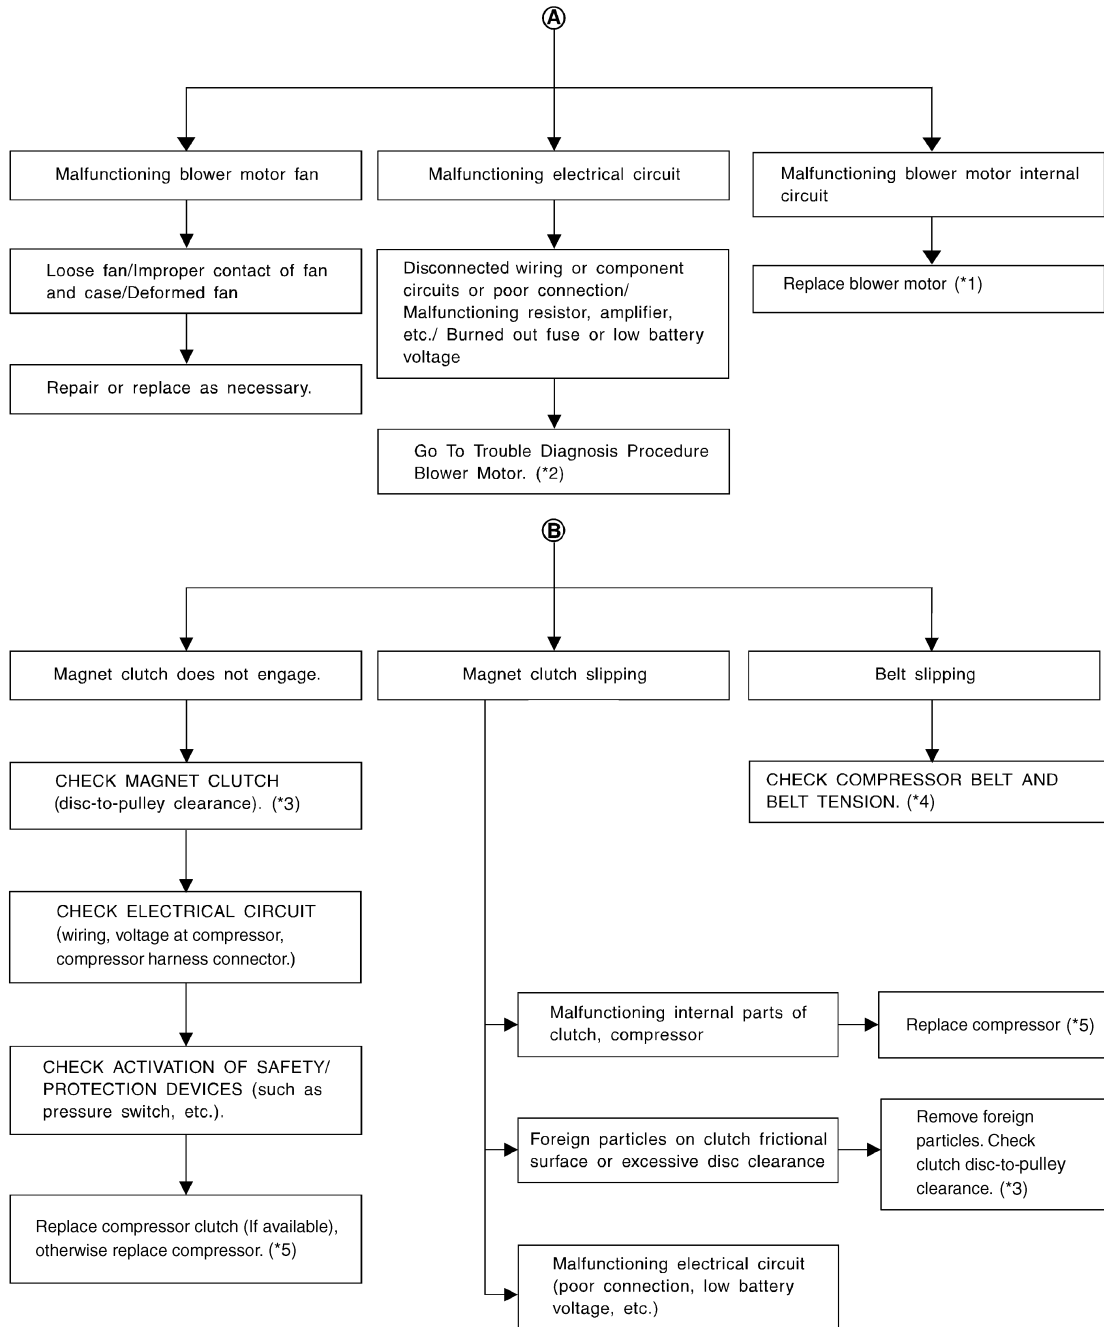 A
Malfunctioning blower motor fan
Loose fan/Improper contact of fan
and case/Deformed fan
Repair or replace as necessary.
Malfunctioning electrical circuit
Disconnected wiring or component
circuits or poor connection/
Malfunctioning resistor, amplifier,
etc./ Burned out fuse or low battery
voltage
Go To Trouble Diagnosis Procedure
Blower Motor. (*2)
Malfunctioning blower motor internal
circuit
Replace blower motor (*1)
B
Magnet clutch does not engage.
CHECK MAGNET CLUTCH
(disc-to-pulley clearance). (*3)
CHECK ELECTRICAL CIRCUIT
(wiring, voltage at compressor,
compressor harness connector.)
CHECK ACTIVATION OF SAFETY/
PROTECTION DEVICES (such as
pressure switch, etc.).
Replace compressor clutch (If available),
otherwise replace compressor. (*5)
Magnet clutch slipping
Malfunctioning internal parts of
clutch, compressor
Replace compressor (*5)
Foreign particles on clutch frictional
surface or excessive disc clearance
Remove foreign
particles. Check
clutch disc-to-pulley
clearance. (*3)
Malfunctioning electrical circuit
(poor connection, low battery
voltage, etc.)
Belt slipping
CHECK COMPRESSOR BELT AND
BELT TENSION. (*4)